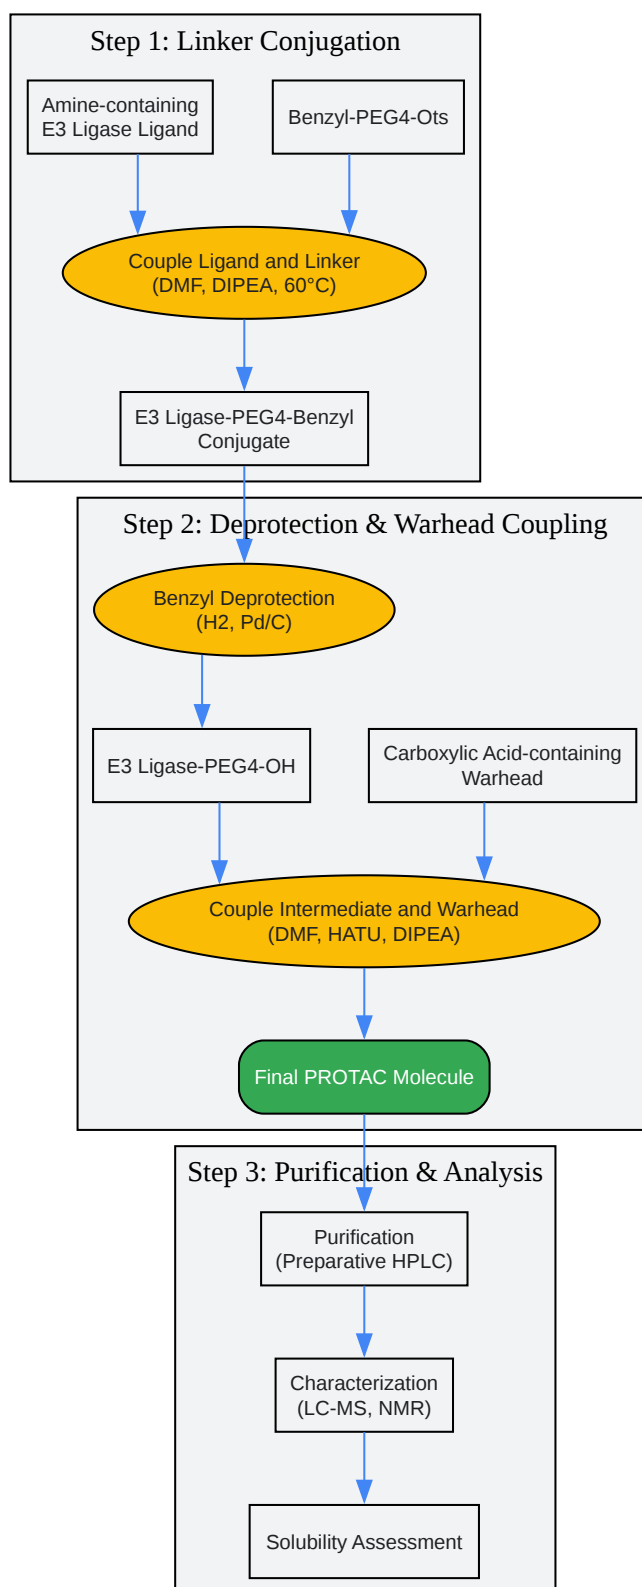 Step 1: Linker Conjugation
Amine-containing
E3 Ligase Ligand
Benzyl-PEG4-Ots
Couple Ligand and Linker
(DMF, DIPEA, 60°C)
E3 Ligase-PEG4-Benzyl
Conjugate
Step 2: Deprotection & Warhead Coupling
Benzyl Deprotection
(H2, Pd/C)
E3 Ligase-PEG4-OH
Carboxylic Acid-containing
Warhead
Couple Intermediate and Warhead
(DMF, HATU, DIPEA)
Final PROTAC Molecule
Step 3: Purification & Analysis
Purification
(Preparative HPLC)
Characterization
(LC-MS, NMR)
Solubility Assessment